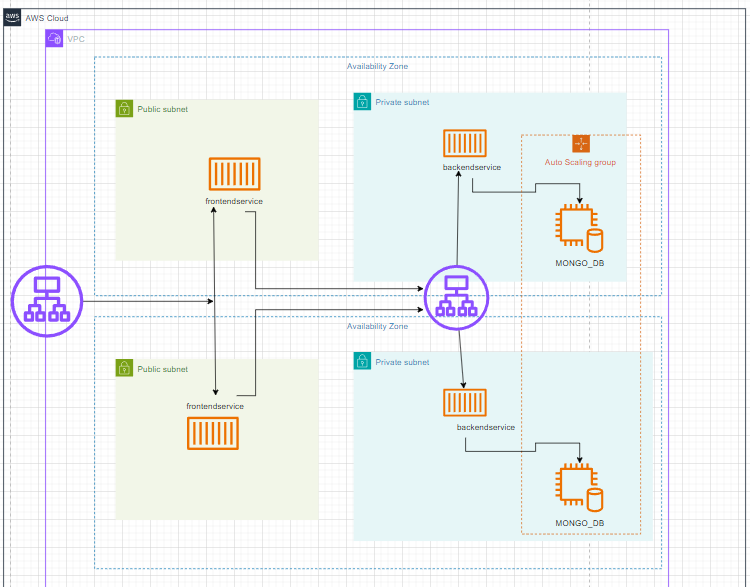 aws
AWS Cloud
VPC
Availability Zone
Public subnet
Private subnet
backendservice
Auto Scaling group
frontendservice
MONGO_DB
Availability Zone
Public subnet
Private subnet
frontendservice
backendservice
MONGO_DB